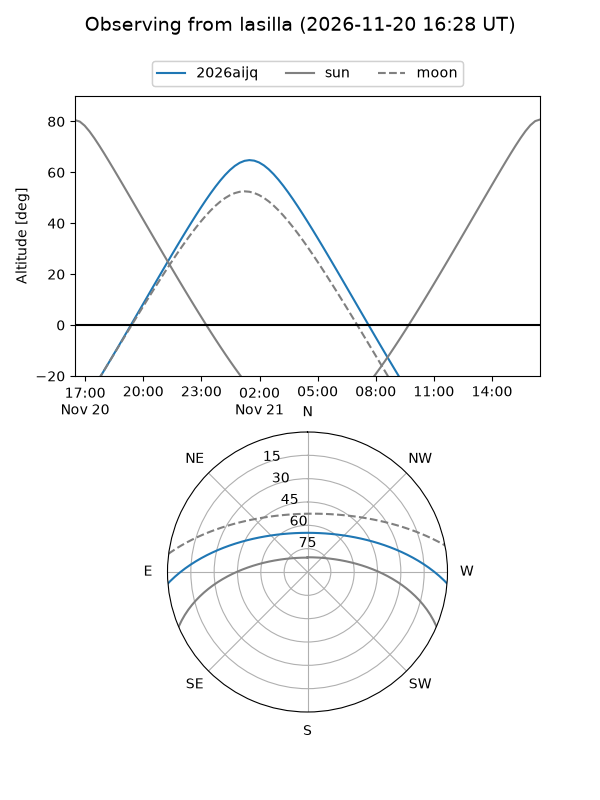 Observing from lasilla (2026-11-20 16:28 UT)
2026aijq sun moon
Altitude [deg]
80
60
40
20
0
−20
17:00 20:00 23:00 02:00 05:00 08:00 11:00 14:00
Nov 20 Nov 21
N
NE NW
15
30
45
60
75
E W
SE SW
S